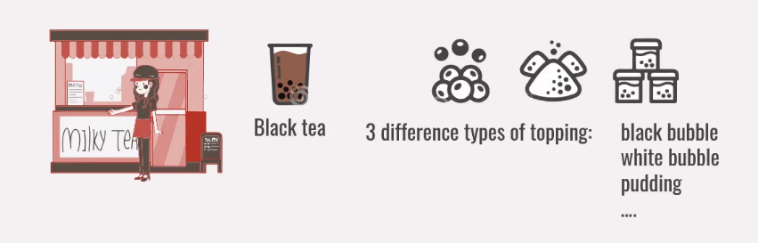 MILKY TEA
Black tea
3 difference types of topping:
black bubble
white bubble
pudding
....